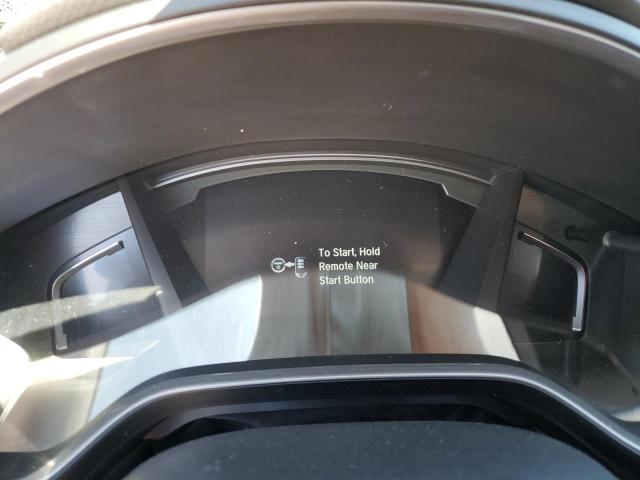 To Start, Hold
Remote Near
Start Button